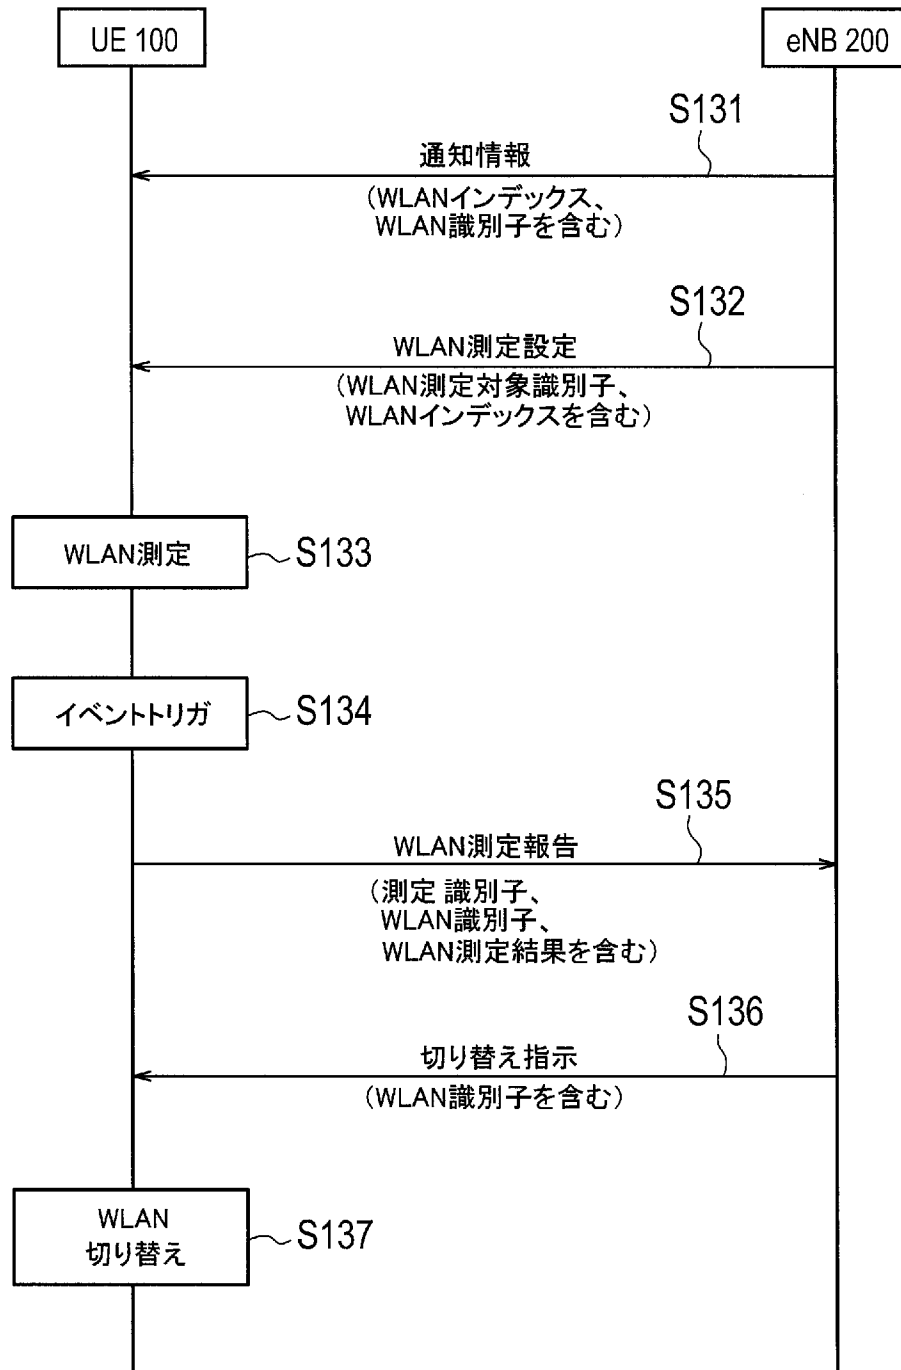 UE 100
eNB 200
S131
通知情報
(WLANインデックス、
WLAN識別子を含む)
S132
WLAN測定設定
(WLAN測定対象識別子、
WLANインデックスを含む)
WLAN測定
S133
イベントトリガ
S134
S135
WLAN測定報告
(測定 識別子、
WLAN識別子、
WLAN測定結果を含む)
S136
切り替え指示
(WLAN識別子を含む)
WLAN
切り替え
S137